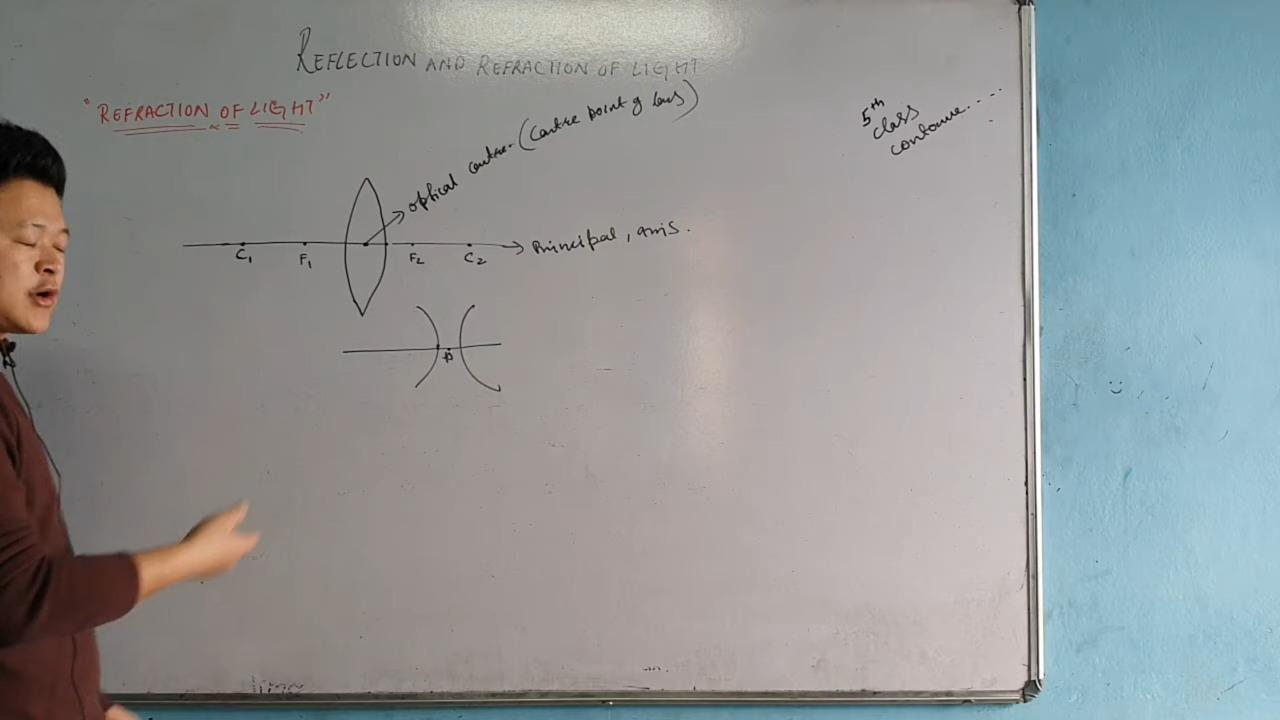 REFLECTION AND REFRACTION OF LIGHT
"REFRACTION OF LIGHT"
5th
class
continue....
optical centre. (Centre point of lens)
C1 F1 F2 C2 Principal, axis.